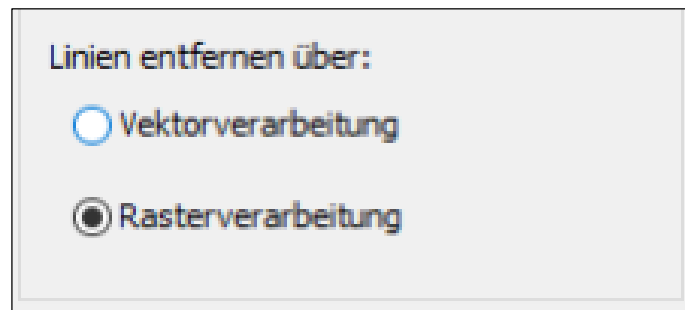 Linien entfernen über:
Vektorverarbeitung
Rasterverarbeitung